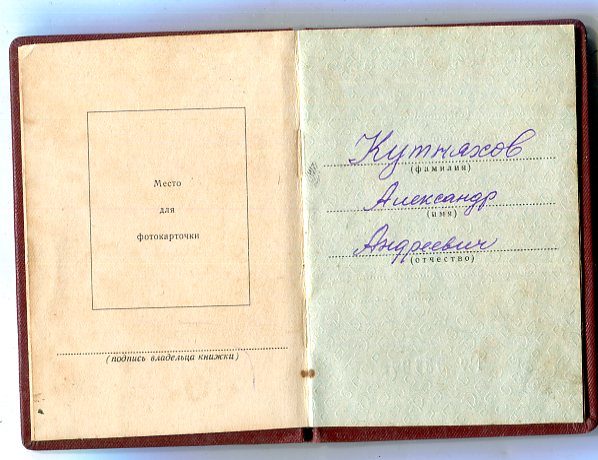 Место
для
фотокарточки
(подпись владельца книжки)
Кутняхов
(фамилия)
Александр
(имя)
Андреевич
(отчество)